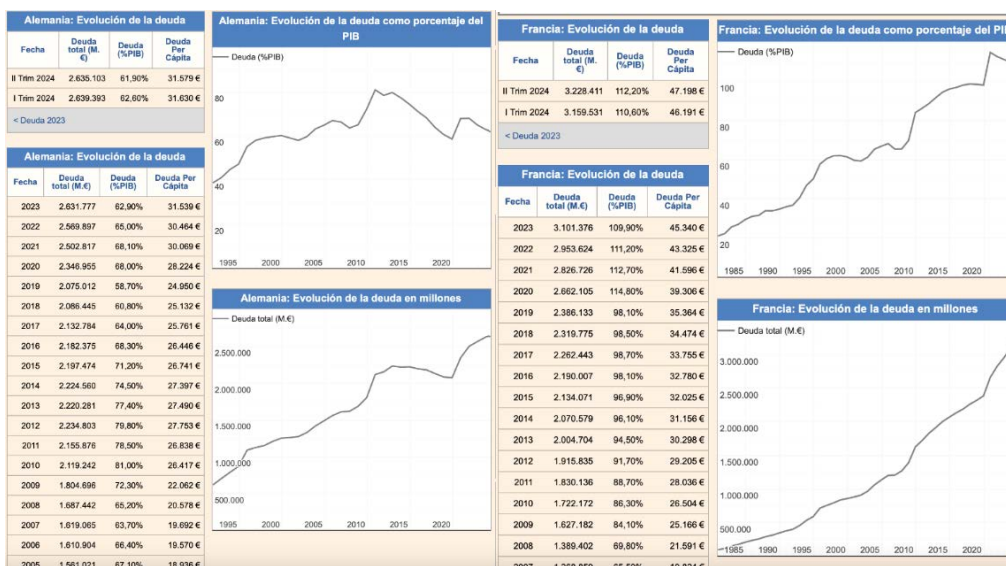 Alemania: Evolución de la deuda
Fecha Deuda total (M. €) Deuda (%PIB) Deuda Per Cápita
II Trim 2024 2.635.103 61,90% 31.579 €
I Trim 2024 2.639.393 62,60% 31.630 €
< Deuda 2023
Alemania: Evolución de la deuda
Fecha Deuda total (M.€) Deuda (%PIB) Deuda Per Cápita
2023 2.631.777 62,90% 31.539 €
2022 2.569.897 65,00% 30.464 €
2021 2.502.817 68,10% 30.069 €
2020 2.346.955 68,00% 28.224 €
2019 2.075.012 58,70% 24.950 €
2018 2.086.445 60,80% 25.132 €
2017 2.132.784 64,00% 25.761 €
2016 2.182.375 68,30% 26.446 €
2015 2.197.474 71,20% 26.741 €
2014 2.224.560 74,50% 27.397 €
2013 2.220.281 77,40% 27.490 €
2012 2.234.803 79,80% 27.753 €
2011 2.155.876 78,50% 26.838 €
2010 2.119.242 81,00% 26.417 €
2009 1.804.696 72,30% 22.062 €
2008 1.687.442 65,20% 20.578 €
2007 1.619.065 63,70% 19.692 €
2006 1.610.904 66,40% 19.570 €
2005 1.561.021 67,10% 18.936 €
Alemania: Evolución de la deuda como porcentaje del
PIB
Deuda (%PIB)
80
60
40
20
1995 2000 2005 2010 2015 2020
Alemania: Evolución de la deuda en millones
Deuda total (M.€)
2.500.000
2.000.000
1.500.000
1.000.000
500.000
1995 2000 2005 2010 2015 2020
Francia: Evolución de la deuda
Fecha Deuda total (M. €) Deuda (%PIB) Deuda Per Cápita
II Trim 2024 3.228.411 112,20% 47.198 €
I Trim 2024 3.159.531 110,60% 46.191 €
< Deuda 2023
Francia: Evolución de la deuda
Fecha Deuda total (M.€) Deuda (%PIB) Deuda Per Cápita
2023 3.101.376 109,90% 45.340 €
2022 2.953.624 111,20% 43.325 €
2021 2.826.726 112,70% 41.596 €
2020 2.662.105 114,80% 39.306 €
2019 2.386.133 98,10% 35.364 €
2018 2.319.775 98,50% 34.474 €
2017 2.262.443 98,70% 33.755 €
2016 2.190.007 98,10% 32.780 €
2015 2.134.071 96,90% 32.025 €
2014 2.070.579 96,10% 31.156 €
2013 2.004.704 94,50% 30.298 €
2012 1.915.835 91,70% 29.205 €
2011 1.830.136 88,70% 28.036 €
2010 1.722.172 86,30% 26.504 €
2009 1.627.182 84,10% 25.166 €
2008 1.389.402 69,80% 21.591 €
Francia: Evolución de la deuda como porcentaje del PI
Deuda (%PIB)
100
80
60
40
20
1985 1990 1995 2000 2005 2010 2015 2020
Francia: Evolución de la deuda en millones
Deuda total (M.€)
3.000.000
2.500.000
2.000.000
1.500.000
1.000.000
500.000
1985 1990 1995 2000 2005 2010 2015 2020